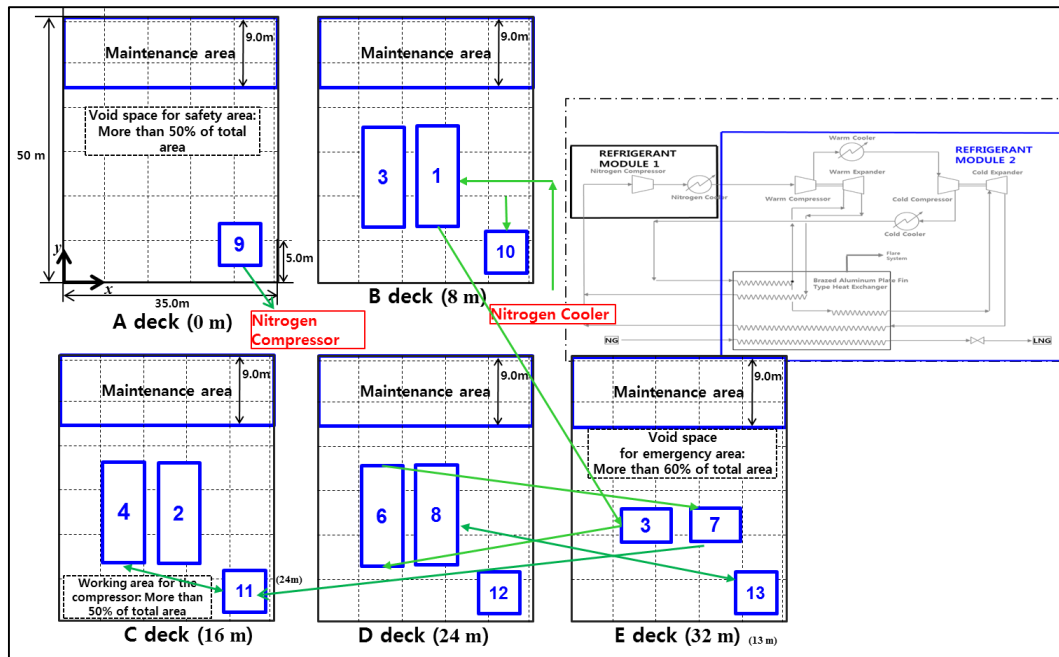 9.0m
Maintenance area
Void space for safety area:
More than 50% of total
area
50 m
9
5.0m
y
x
35.0m
A deck (0 m)
Nitrogen
Compressor
9.0m
Maintenance area
3
1
10
B deck (8 m)
Nitrogen Cooler
REFRIGERANT
MODULE 1
Nitrogen Compressor
Nitrogen Cooler
Warm Cooler
REFRIGERANT
MODULE 2
Warm Expander
Warm Compressor
Cold Expander
Cold Compressor
Cold Cooler
Flare
System
Brazed Aluminum Plate Fin
Type Heat Exchanger
NG
LNG
9.0m
Maintenance area
4
2
Working area for the
compressor: More than
50% of total area
11
(24m)
C deck (16 m)
9.0m
Maintenance area
6
8
12
D deck (24 m)
9.0m
Maintenance area
Void space
for emergency area:
More than 60% of total area
3
7
13
E deck (32 m)
(13 m)